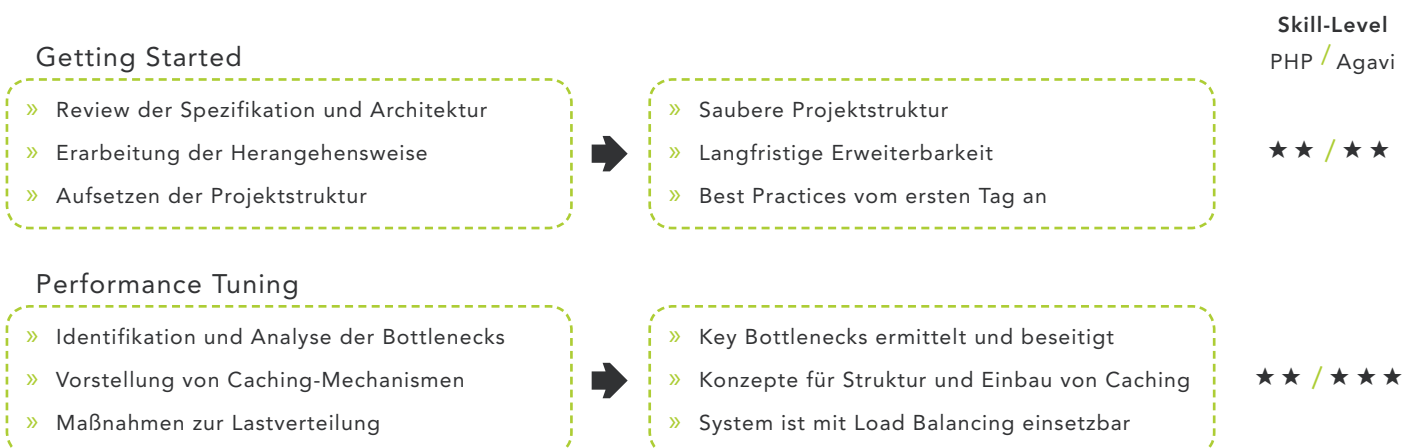 Skill-Level
PHP / Agavi
Getting Started
» Review der Spezifikation und Architektur
» Erarbeitung der Herangehensweise
» Aufsetzen der Projektstruktur
» Saubere Projektstruktur
» Langfristige Erweiterbarkeit
» Best Practices vom ersten Tag an
★★ / ★★
Performance Tuning
» Identifikation und Analyse der Bottlenecks
» Vorstellung von Caching-Mechanismen
» Maßnahmen zur Lastverteilung
» Key Bottlenecks ermittelt und beseitigt
» Konzepte für Struktur und Einbau von Caching
» System ist mit Load Balancing einsetzbar
★★ / ★★★